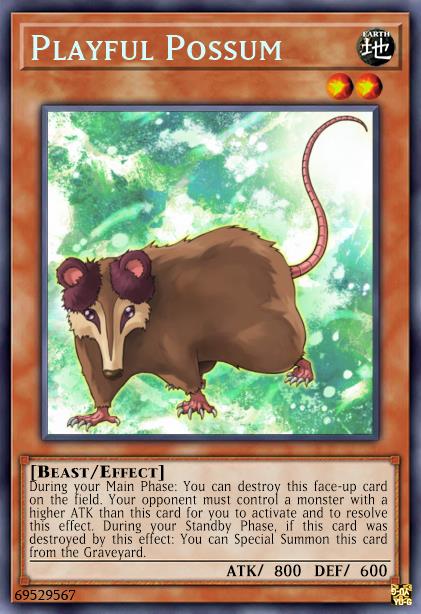 PLAYFUL POSSUM
EARTH
地
[BEAST/EFFECT]
During your Main Phase: You can destroy this face-up card
on the field. Your opponent must control a monster with a
higher ATK than this card for you to activate and to resolve
this effect. During your Standby Phase, if this card was
destroyed by this effect: You can Special Summon this card
from the Graveyard.
ATK/ 800 DEF/ 600
69529567